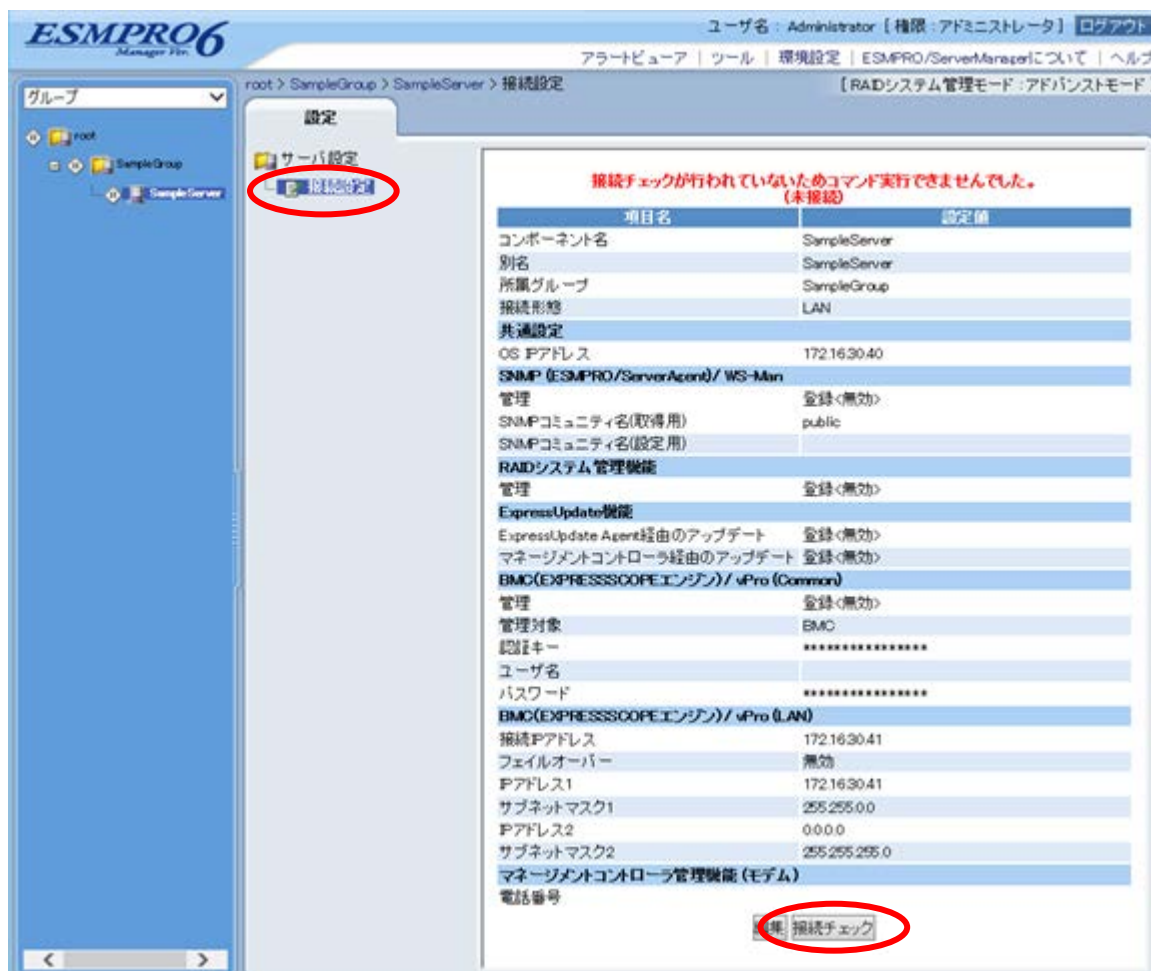 ESMPRO6
Manager Ver.
ユーザ名 : Administrator [ 権限 : アドミニストレータ ] ログアウト
アラートビューア | ツール | 環境設定 | ESMPRO/ServerManagerについて | ヘルプ
グループ
root > SampleGroup > SampleServer > 接続設定
[ RAIDシステム管理モード : アドバンストモード
root
SampleGroup
SampleServer
設定
サーバ設定
接続設定
接続チェックが行われていないためコマンド実行できませんでした。
(未接続)
項目名 設定値
コンポーネント名 SampleServer
別名 SampleServer
所属グループ SampleGroup
接続形態 LAN
共通設定
OS IPアドレス 172.16.30.40
SNMP (ESMPRO/ServerAgent)/ WS-Man
管理 登録<無効>
SNMPコミュニティ名(取得用) public
SNMPコミュニティ名(設定用)
RAIDシステム管理機能
管理 登録<無効>
ExpressUpdate機能
ExpressUpdate Agent経由のアップデート 登録<無効>
マネージメントコントローラ経由のアップデート 登録<無効>
BMC(EXPRESSSCOPEエンジン)/ vPro (Common)
管理 登録<無効>
管理対象 BMC
認証キー ****************
ユーザ名
パスワード ****************
BMC(EXPRESSSCOPEエンジン)/ vPro (LAN)
接続IPアドレス 172.16.30.41
フェイルオーバー 無効
IPアドレス1 172.16.30.41
サブネットマスク1 255.255.0.0
IPアドレス2 0.0.0.0
サブネットマスク2 255.255.255.0
マネージメントコントローラ管理機能 (モデム)
電話番号
編集 接続チェック